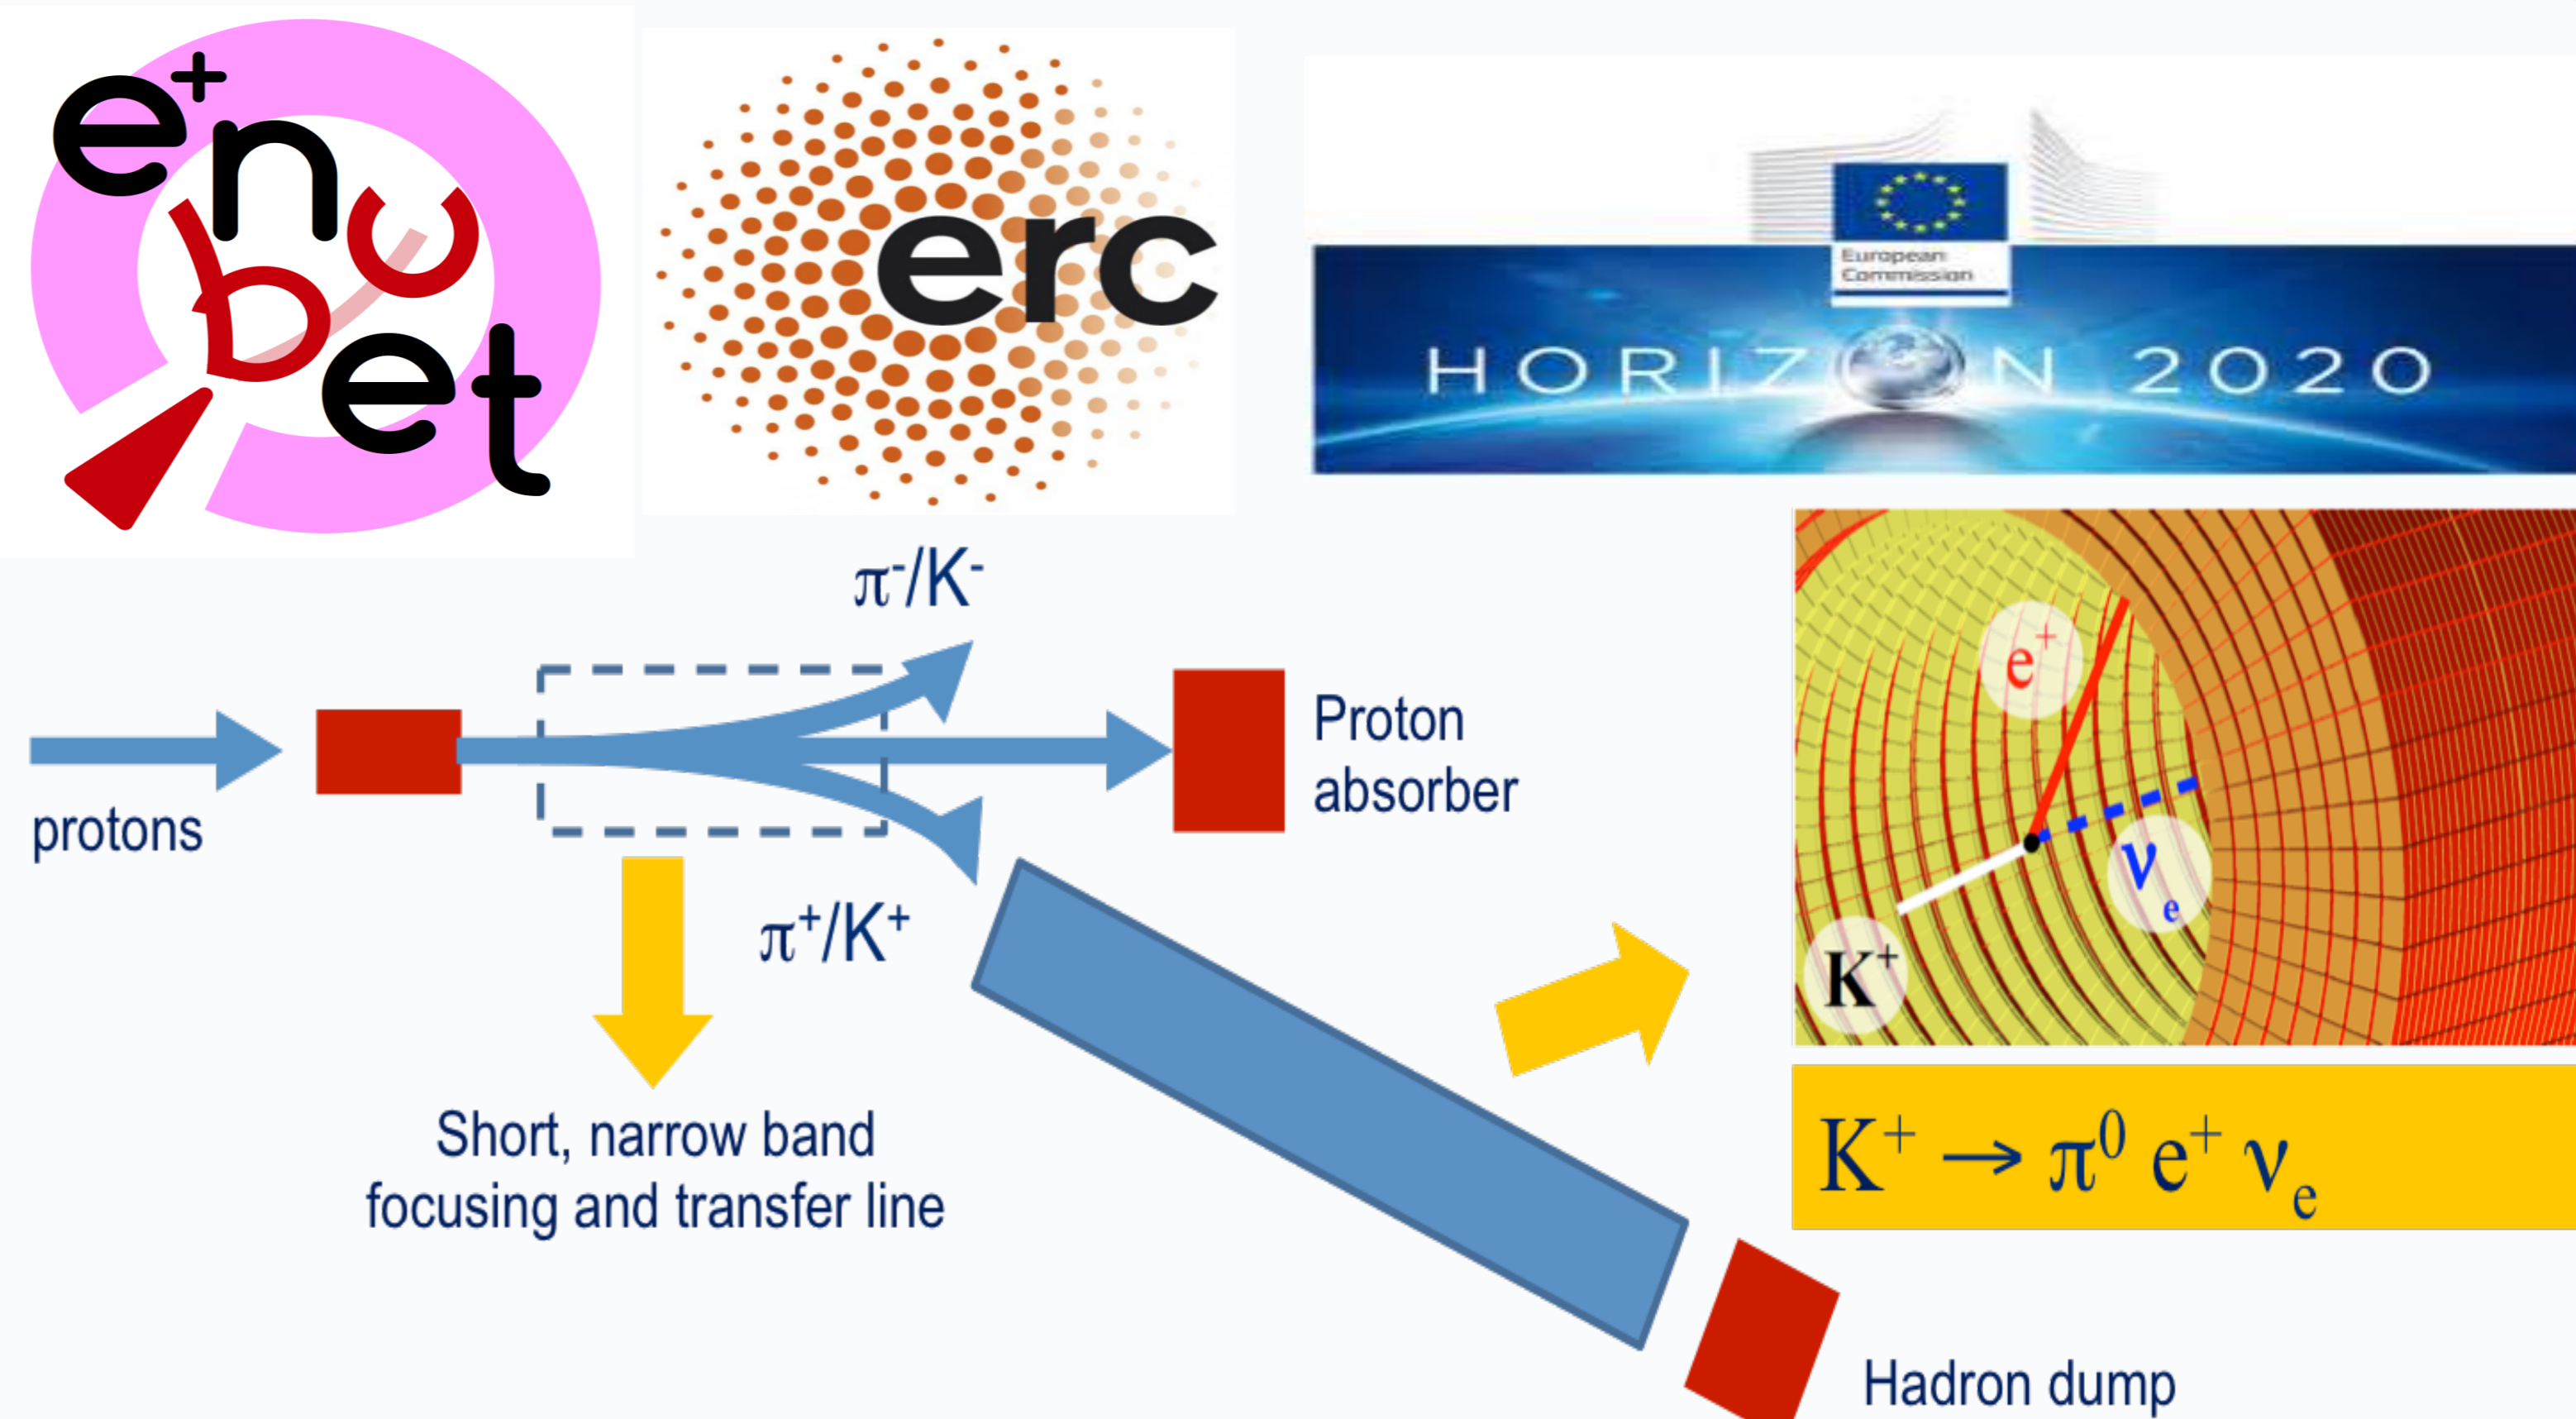 e⁺nubet
erc
European
Commission
HORIZON 2020
π⁻/K⁻
protons
Proton
absorber
π⁺/K⁺
Short, narrow band
focusing and transfer line
e⁺
νₑ
K⁺
K⁺ → π⁰ e⁺ νₑ
Hadron dump